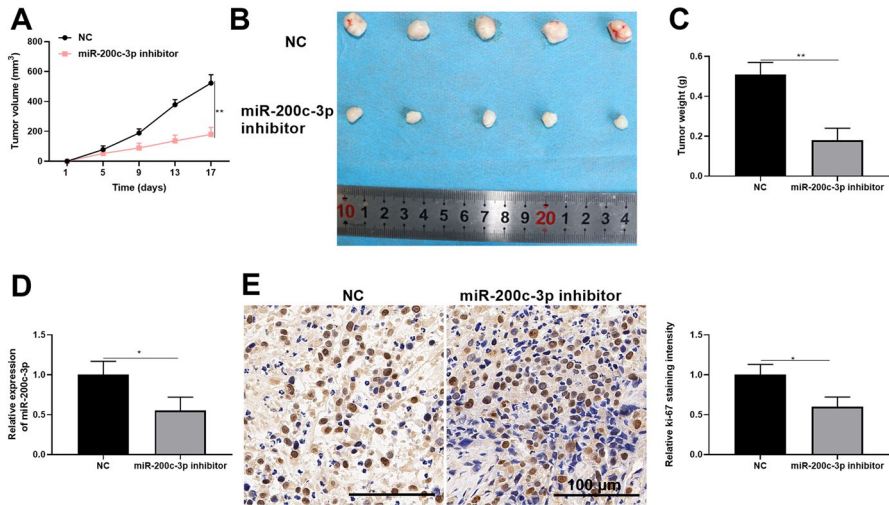 A
NC
miR-200c-3p inhibitor
Tumor volume (mm3)
800
600
400
200
0
**
1 5 9 13 17
Time (days)
B
NC
miR-200c-3p
inhibitor
10 1 2 3 4 5 6 7 8 9 20 1 2 3 4
C
Tumor weight (g)
0.6
0.4
0.2
0.0
**
NC miR-200c-3p inhibitor
D
Relative expression
of miR-200c-3p
1.5
1.0
0.5
0.0
*
NC miR-200c-3p inhibitor
E
NC miR-200c-3p inhibitor
100 μm
Relative ki-67 staining intensity
1.5
1.0
0.5
0.0
*
NC miR-200c-3p inhibitor